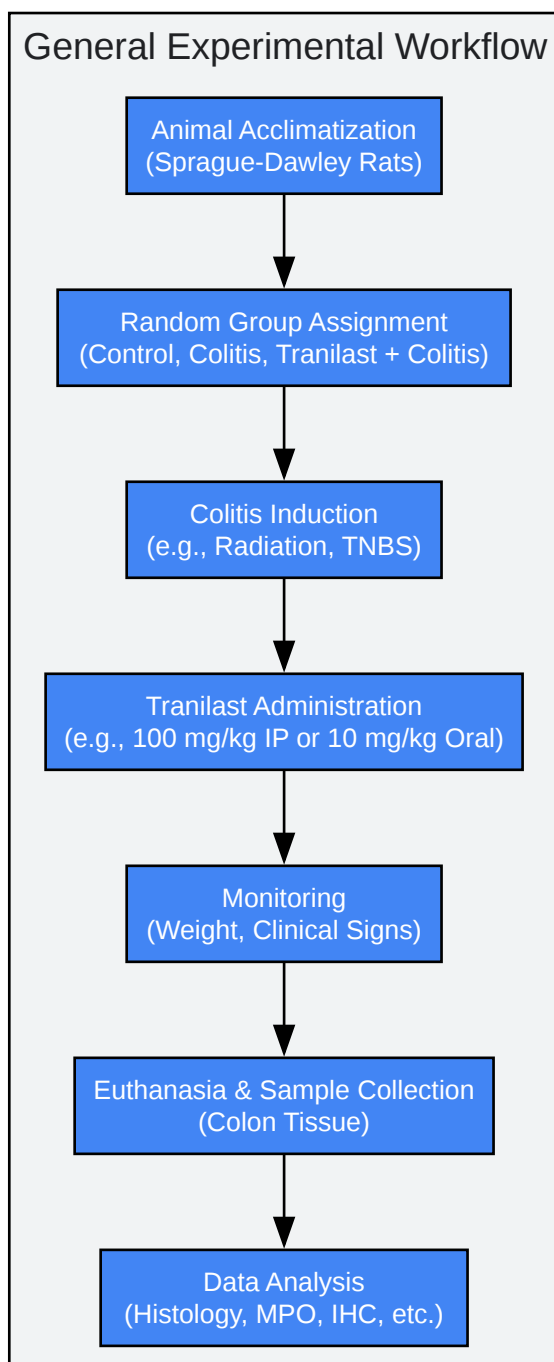 General Experimental Workflow
Animal Acclimatization
(Sprague-Dawley Rats)
Random Group Assignment
(Control, Colitis, Tranilast + Colitis)
Colitis Induction
(e.g., Radiation, TNBS)
Tranilast Administration
(e.g., 100 mg/kg IP or 10 mg/kg Oral)
Monitoring
(Weight, Clinical Signs)
Euthanasia & Sample Collection
(Colon Tissue)
Data Analysis
(Histology, MPO, IHC, etc.)